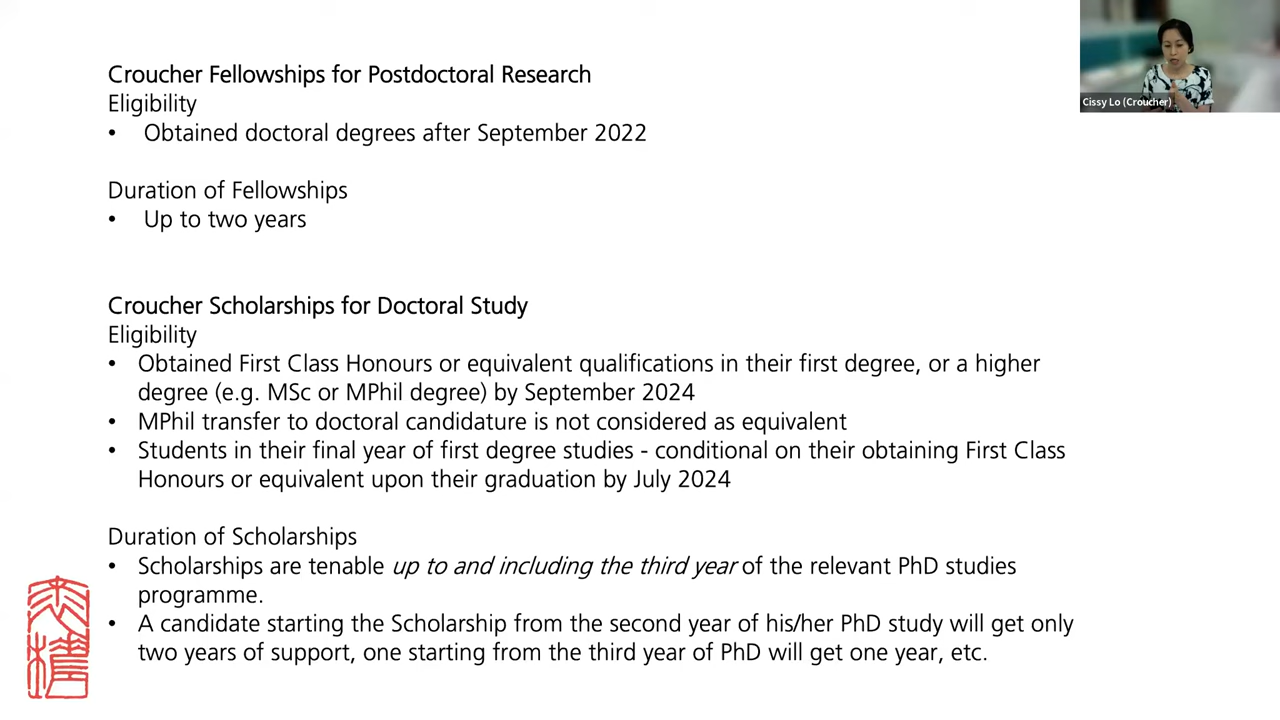 Croucher Fellowships for Postdoctoral Research
Eligibility
• Obtained doctoral degrees after September 2022
Duration of Fellowships
• Up to two years
Croucher Scholarships for Doctoral Study
Eligibility
• Obtained First Class Honours or equivalent qualifications in their first degree, or a higher
degree (e.g. MSc or MPhil degree) by September 2024
• MPhil transfer to doctoral candidature is not considered as equivalent
• Students in their final year of first degree studies - conditional on their obtaining First Class
Honours or equivalent upon their graduation by July 2024
Duration of Scholarships
• Scholarships are tenable up to and including the third year of the relevant PhD studies
programme.
• A candidate starting the Scholarship from the second year of his/her PhD study will get only
two years of support, one starting from the third year of PhD will get one year, etc.
Cissy Lo (Croucher)